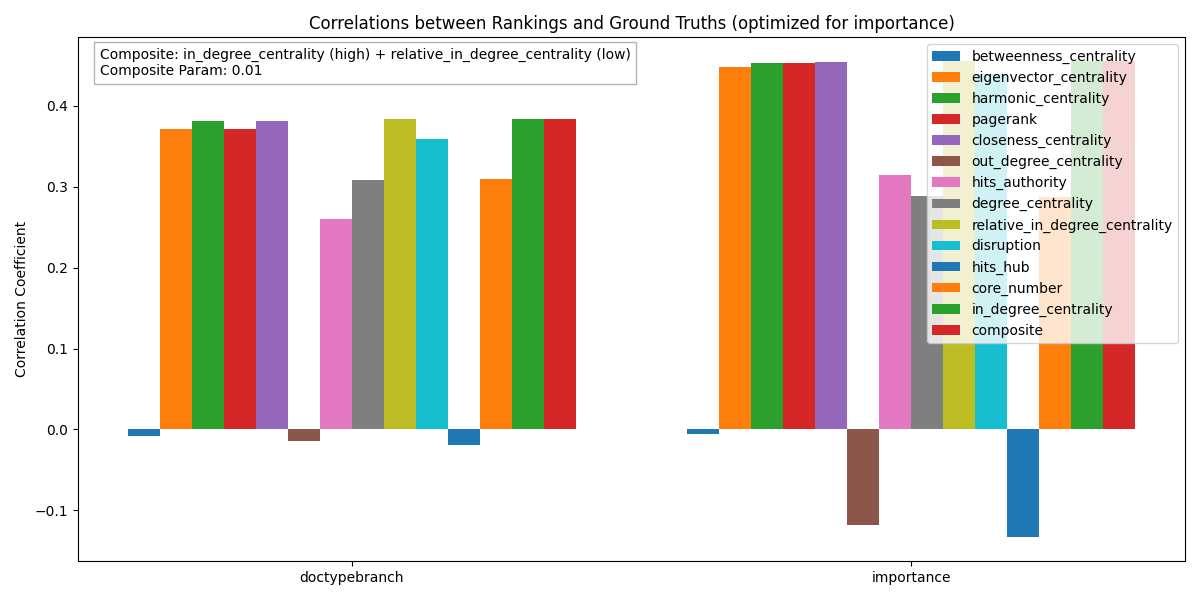 Correlations between Rankings and Ground Truths (optimized for importance)
Composite: in_degree_centrality (high) + relative_in_degree_centrality (low)
Composite Param: 0.01
betweenness_centrality
eigenvector_centrality
harmonic_centrality
pagerank
closeness_centrality
out_degree_centrality
hits_authority
degree_centrality
relative_in_degree_centrality
disruption
hits_hub
core_number
in_degree_centrality
composite
Correlation Coefficient
0.4
0.3
0.2
0.1
0.0
−0.1
doctypebranch
importance